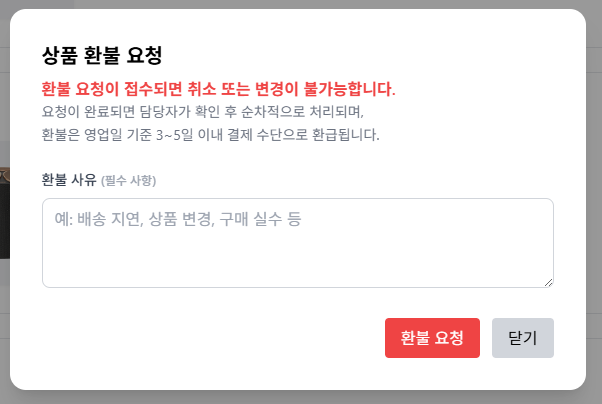 상품 환불 요청
환불 요청이 접수되면 취소 또는 변경이 불가능합니다.
요청이 완료되면 담당자가 확인 후 순차적으로 처리되며,
환불은 영업일 기준 3~5일 이내 결제 수단으로 환급됩니다.
환불 사유 (필수 사항)
예: 배송 지연, 상품 변경, 구매 실수 등
환불 요청 닫기